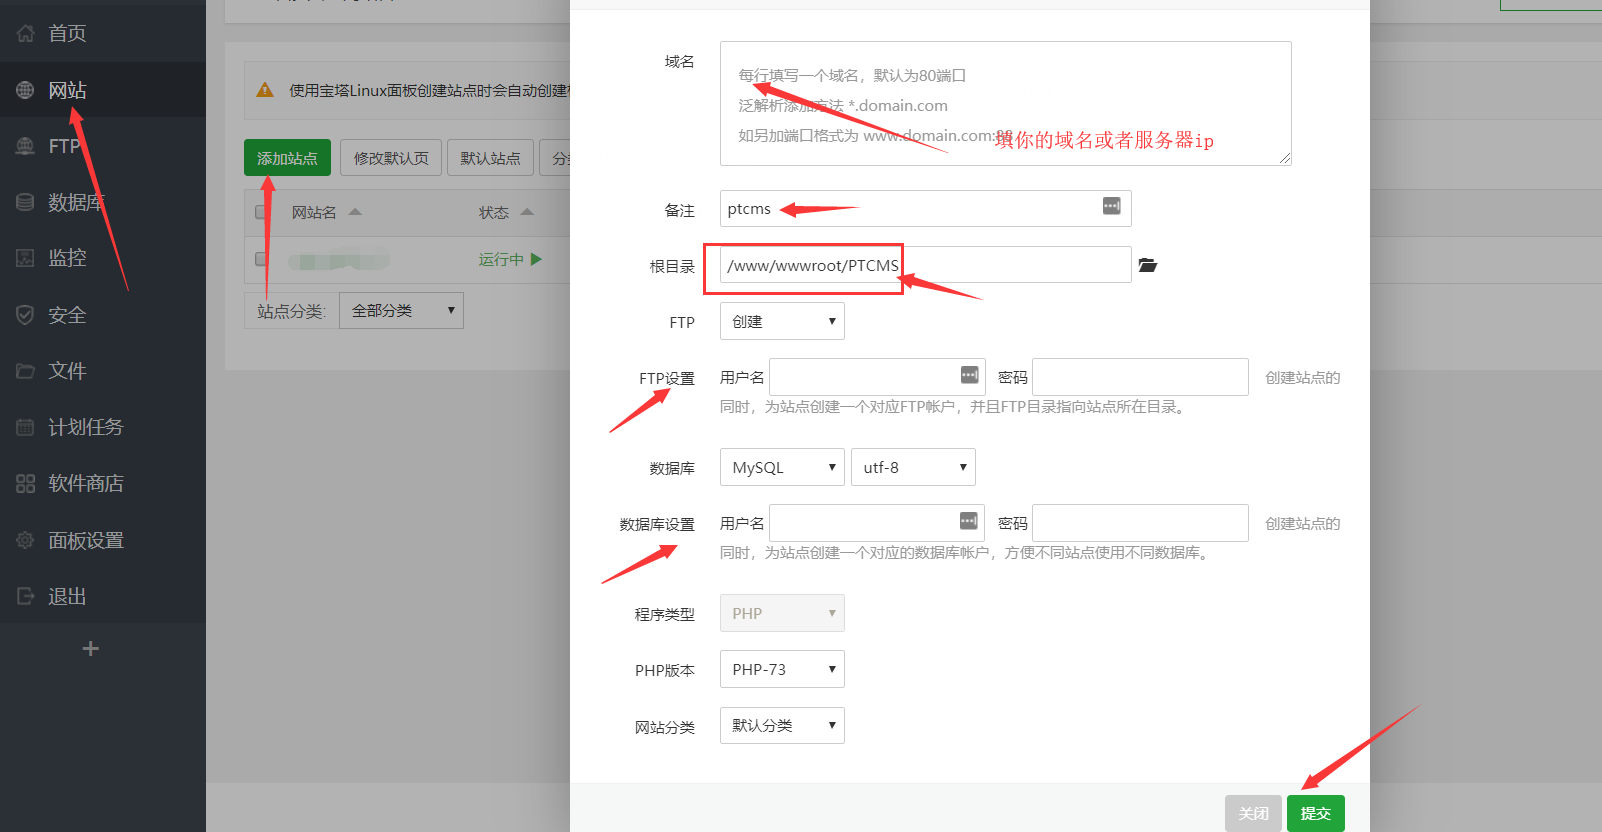 首页
网站
FTP
数据库
监控
安全
文件
计划任务
软件商店
面板设置
退出
+
使用宝塔Linux面板创建站点时会自动创建
添加站点
修改默认页
默认站点
网站名
状态
运行中
站点分类:
全部分类
域名
每行填写一个域名，默认为80端口
泛解析添加方法 *.domain.com
如另加端口格式为 www.domain.com:88
填你的域名或者服务器ip
备注
ptcms
根目录
/www/wwwroot/PTCMS
FTP
创建
FTP设置
用户名
密码
创建站点的
同时，为站点创建一个对应FTP帐户，并且FTP目录指向站点所在目录。
数据库
MySQL
utf-8
数据库设置
用户名
密码
创建站点的
同时，为站点创建一个对应的数据库帐户，方便不同站点使用不同数据库。
程序类型
PHP
PHP版本
PHP-73
网站分类
默认分类
关闭
提交